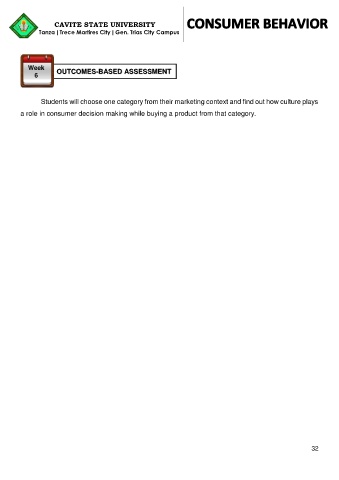 CAVITE STATE UNIVERSITY
Tanza | Trece Martires City | Gen. Trias City Campus
CONSUMER BEHAVIOR
Week
6
OUTCOMES-BASED ASSESSMENT
Students will choose one category from their marketing context and find out how culture plays
a role in consumer decision making while buying a product from that category.
32